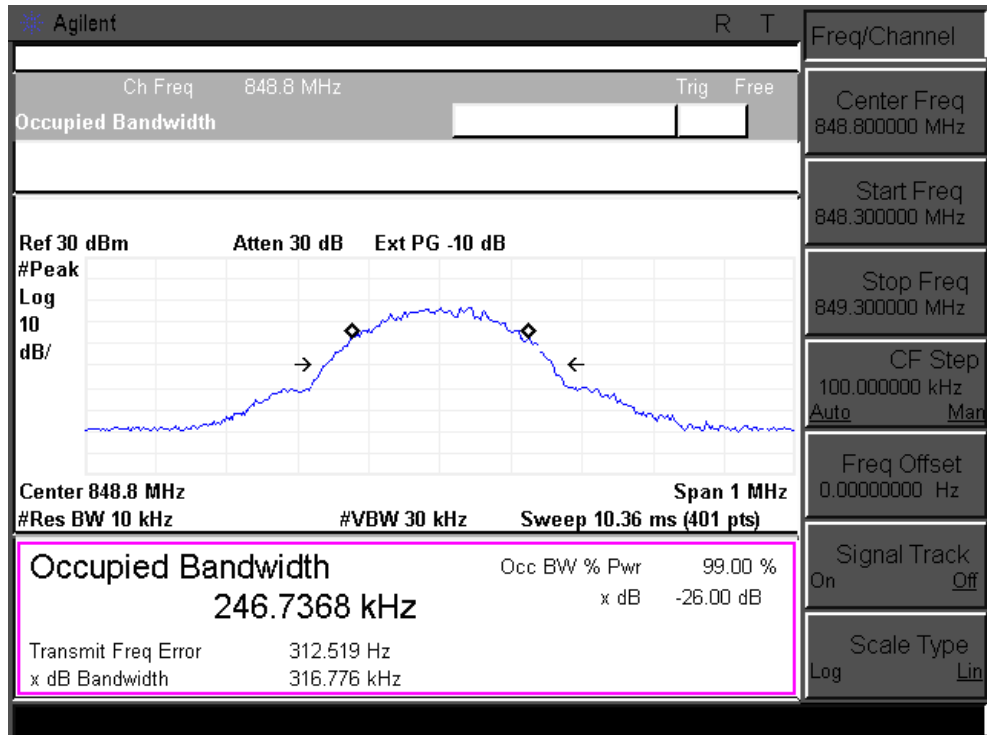 Agilent R T
Ch Freq 848.8 MHz Trig Free
Occupied Bandwidth
Ref 30 dBm Atten 30 dB Ext PG -10 dB
#Peak
Log
10
dB/
Center 848.8 MHz Span 1 MHz
#Res BW 10 kHz #VBW 30 kHz Sweep 10.36 ms (401 pts)
Occupied Bandwidth Occ BW % Pwr 99.00 %
246.7368 kHz x dB -26.00 dB
Transmit Freq Error 312.519 Hz
x dB Bandwidth 316.776 kHz
Freq/Channel
Center Freq
848.800000 MHz
Start Freq
848.300000 MHz
Stop Freq
849.300000 MHz
CF Step
100.000000 kHz
Auto Man
Freq Offset
0.00000000 Hz
Signal Track
On Off
Scale Type
Log Lin